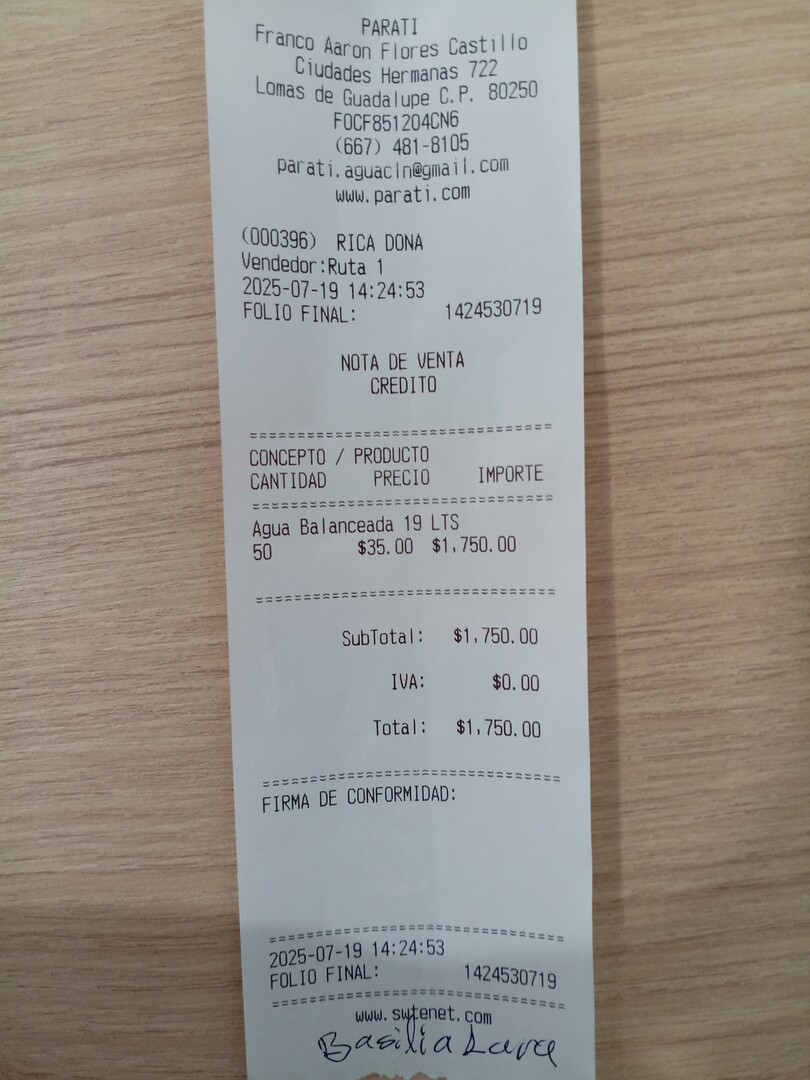 PARATI
Franco Aaron Flores Castillo
Ciudades Hermanas 722
Lomas de Guadalupe C.P. 80250
FOCF851204CN6
(667) 481-8105
parati.aguacln@gmail.com
www.parati.com
(000396) RICA DONA
Vendedor:Ruta 1
2025-07-19 14:24:53
FOLIO FINAL: 1424530719
NOTA DE VENTA
CREDITO
================================
CONCEPTO / PRODUCTO
CANTIDAD PRECIO IMPORTE
================================
Agua Balanceada 19 LTS
50 $35.00 $1,750.00
================================
SubTotal: $1,750.00
IVA: $0.00
Total: $1,750.00
================================
FIRMA DE CONFORMIDAD:
================================
2025-07-19 14:24:53
FOLIO FINAL: 1424530719
================================
www.swtenet.com
Basilia Lara